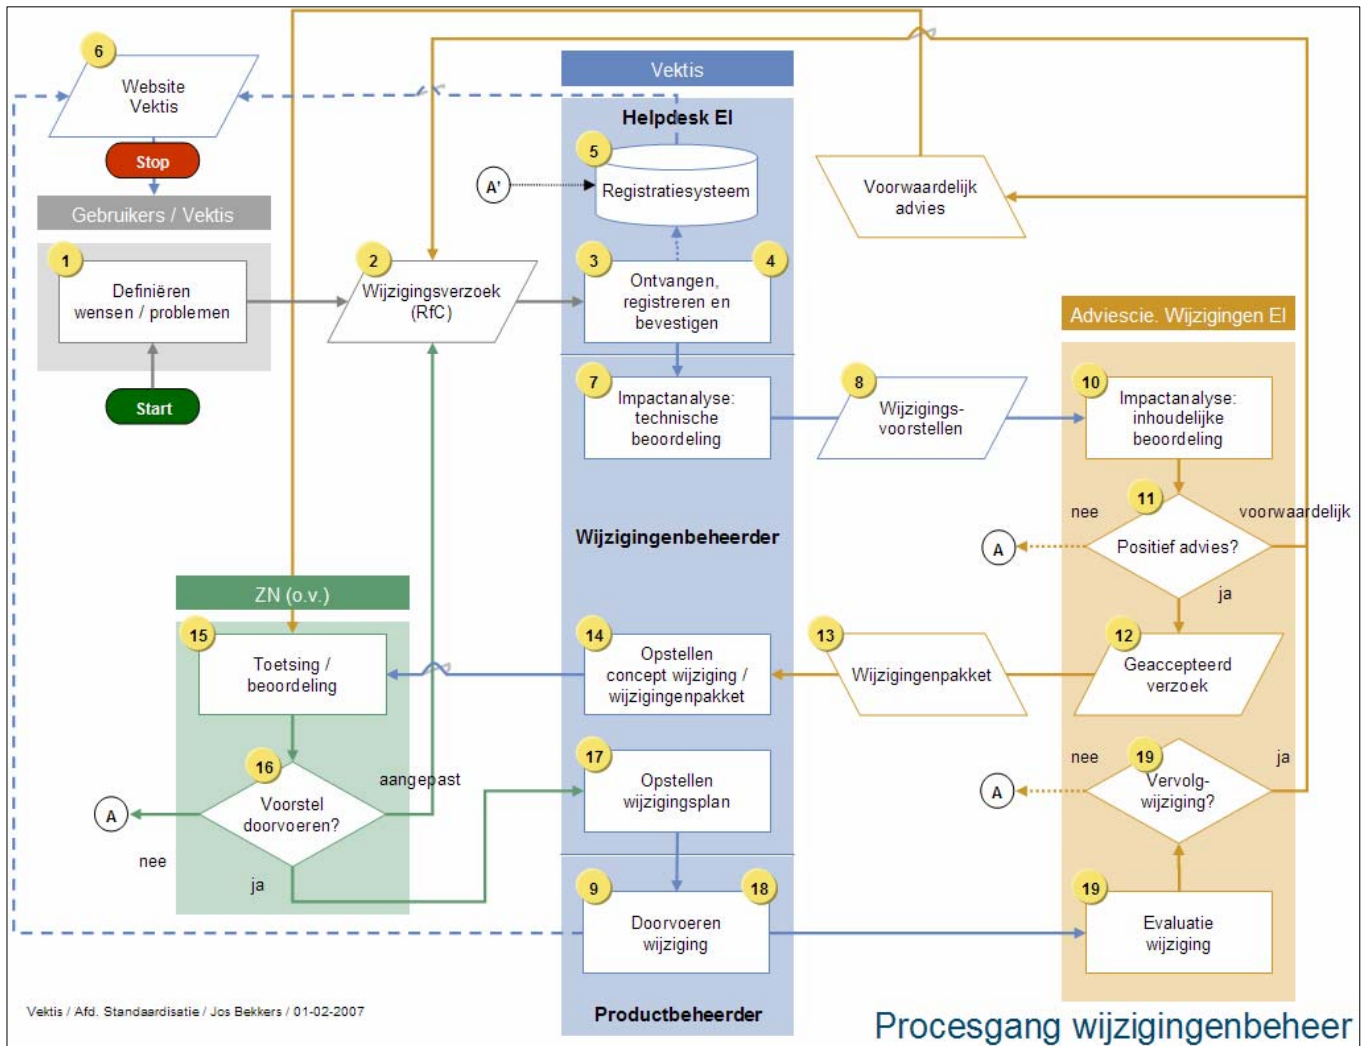 6
Website
Vektis
Stop
Gebruikers / Vektis
1
Definiëren
wensen / problemen
Start
2
Wijzigingsverzoek
(RfC)
Vektis
Helpdesk EI
5
Registratiesysteem
A'
3
4
Ontvangen,
registreren en
bevestigen
Voorwaardelijk
advies
Adviescie. Wijzigingen EI
7
Impactanalyse:
technische
beoordeling
8
Wijzigings-
voorstellen
10
Impactanalyse:
inhoudelijke
beoordeling
11
nee
voorwaardelijk
Positief advies?
A
ja
Wijzigingenbeheerder
ZN (o.v.)
15
Toetsing /
beoordeling
14
Opstellen
concept wijziging /
wijzigingenpakket
13
Wijzigingenpakket
12
Geaccepteerd
verzoek
16
aangepast
Voorstel
doorvoeren?
A
nee
ja
17
Opstellen
wijzigingsplan
nee
19
ja
Vervolg-
wijziging?
A
9
18
Doorvoeren
wijziging
19
Evaluatie
wijziging
Productbeheerder
Vektis / Afd. Standaardisatie / Jos Bekkers / 01-02-2007
Procesgang wijzigingenbeheer